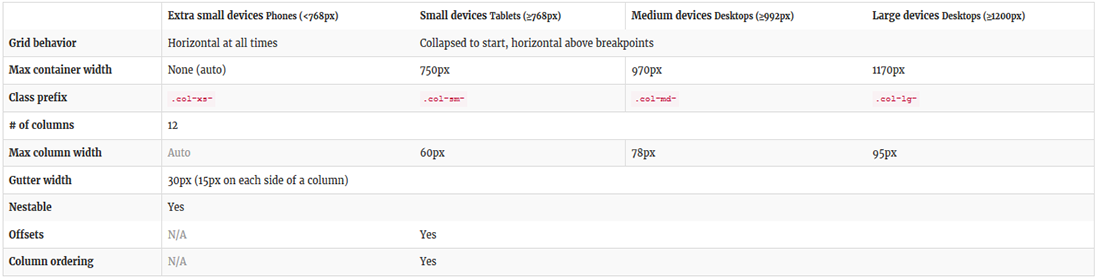 Extra small devices Phones (<768px) Small devices Tablets (≥768px) Medium devices Desktops (≥992px) Large devices Desktops (≥1200px)
Grid behavior Horizontal at all times Collapsed to start, horizontal above breakpoints
Max container width None (auto) 750px 970px 1170px
Class prefix .col-xs- .col-sm- .col-md- .col-lg-
# of columns 12
Max column width Auto 60px 78px 95px
Gutter width 30px (15px on each side of a column)
Nestable Yes
Offsets N/A Yes
Column ordering N/A Yes